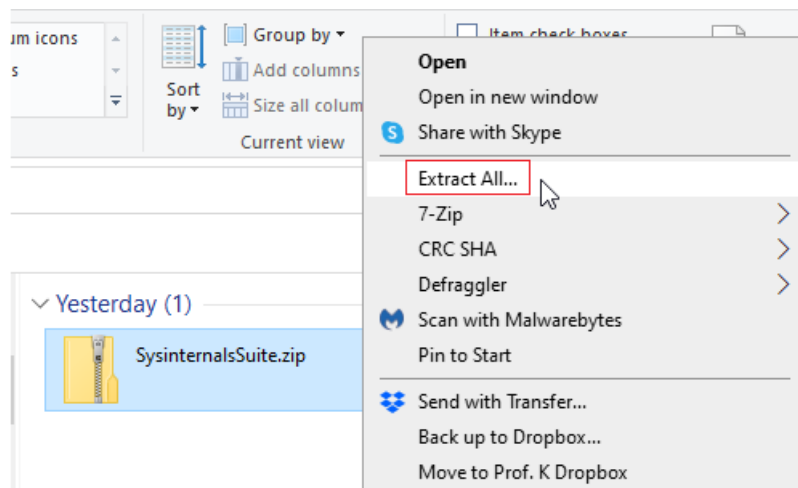 um icons
s
Sort
by
Group by
Add columns
Size all colum
Current view
Item check boxes
Yesterday (1)
SysinternalsSuite.zip
Open
Open in new window
Share with Skype
Extract All...
7-Zip
CRC SHA
Defraggler
Scan with Malwarebytes
Pin to Start
Send with Transfer...
Back up to Dropbox...
Move to Prof. K Dropbox